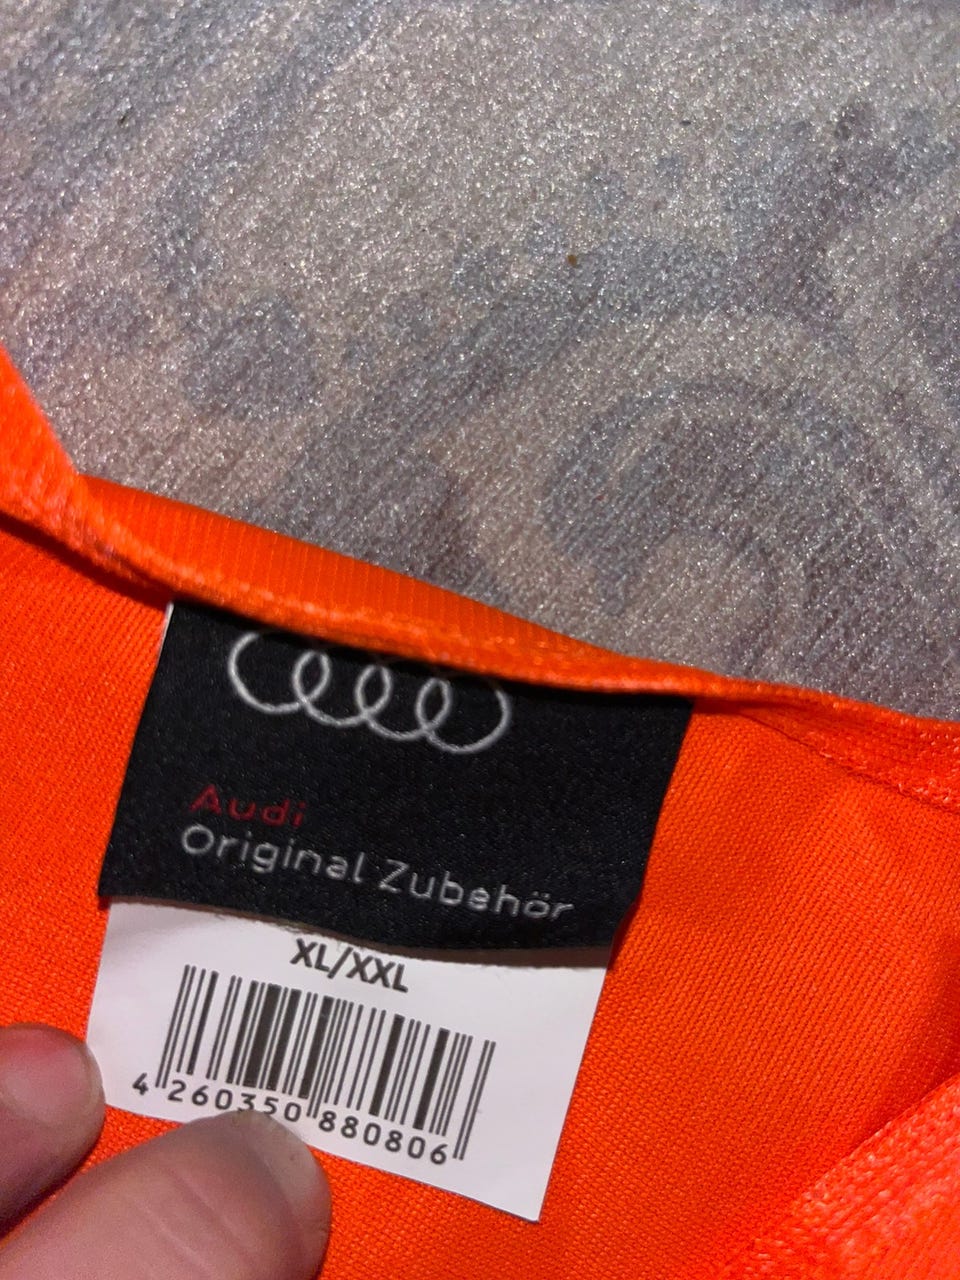 Audi
Original Zubehör
XL/XXL
4 260350 880806